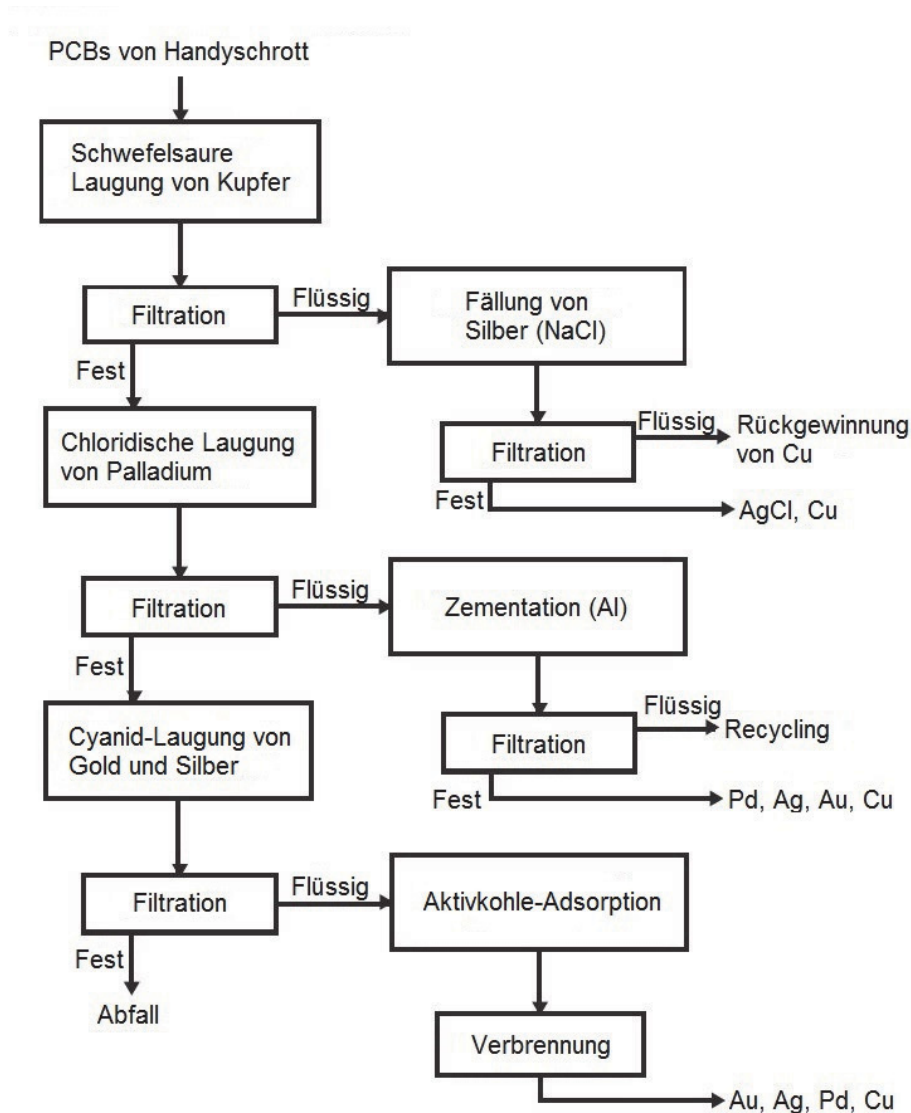 PCBs von Handyschrott
Schwefelsaure
Laugung von Kupfer
Filtration
Flüssig
Fällung von
Silber (NaCl)
Fest
Filtration
Flüssig
Rückgewinnung
von Cu
Fest
AgCl, Cu
Chloridische Laugung
von Palladium
Filtration
Flüssig
Zementation (Al)
Fest
Filtration
Flüssig
Recycling
Fest
Pd, Ag, Au, Cu
Cyanid-Laugung von
Gold und Silber
Filtration
Flüssig
Aktivkohle-Adsorption
Fest
Abfall
Verbrennung
Au, Ag, Pd, Cu